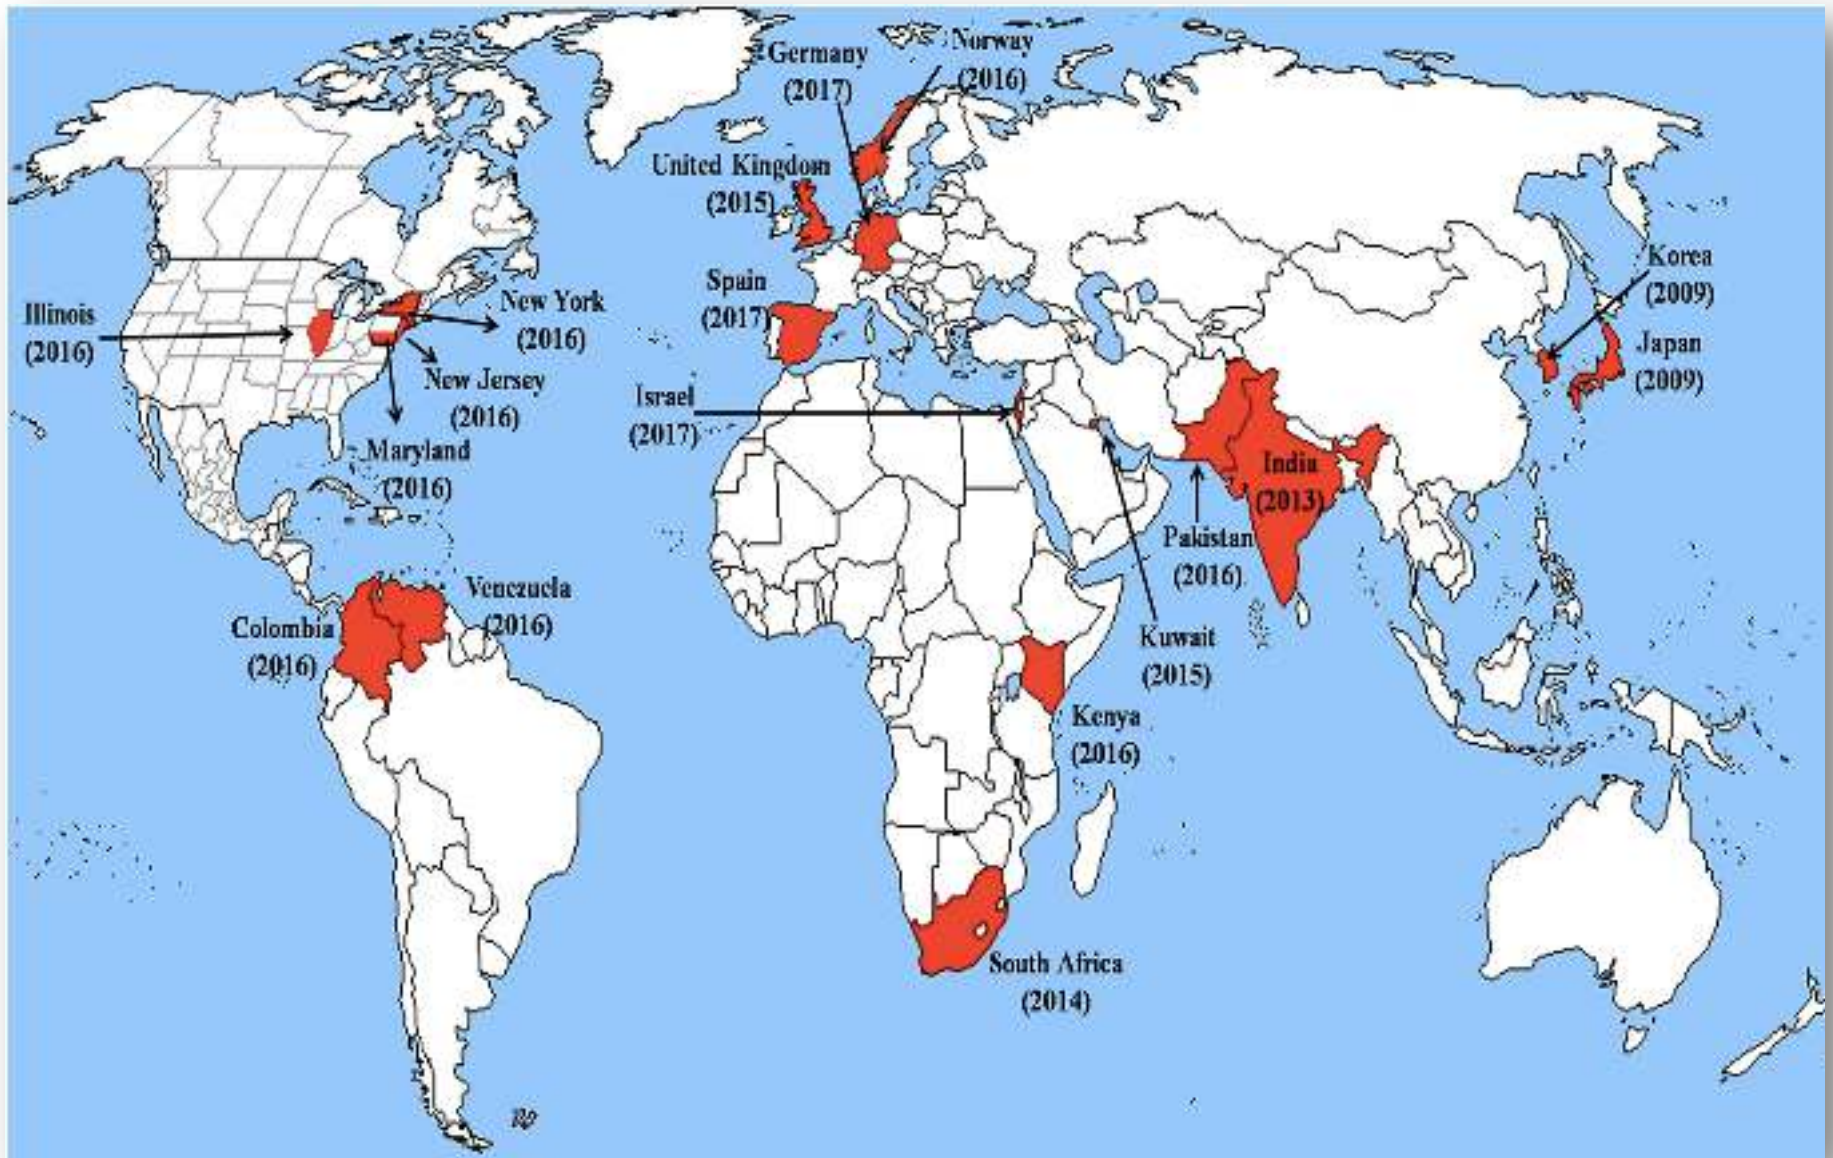 Germany
(2017)
Norway
(2016)
United Kingdom
(2015)
Spain
(2017)
Korea
(2009)
Japan
(2009)
Illinois
(2016)
New York
(2016)
New Jersey
(2016)
Maryland
(2016)
Israel
(2017)
India
(2013)
Pakistan
(2016)
Kuwait
(2015)
Venezuela
(2016)
Colombia
(2016)
Kenya
(2016)
South Africa
(2014)